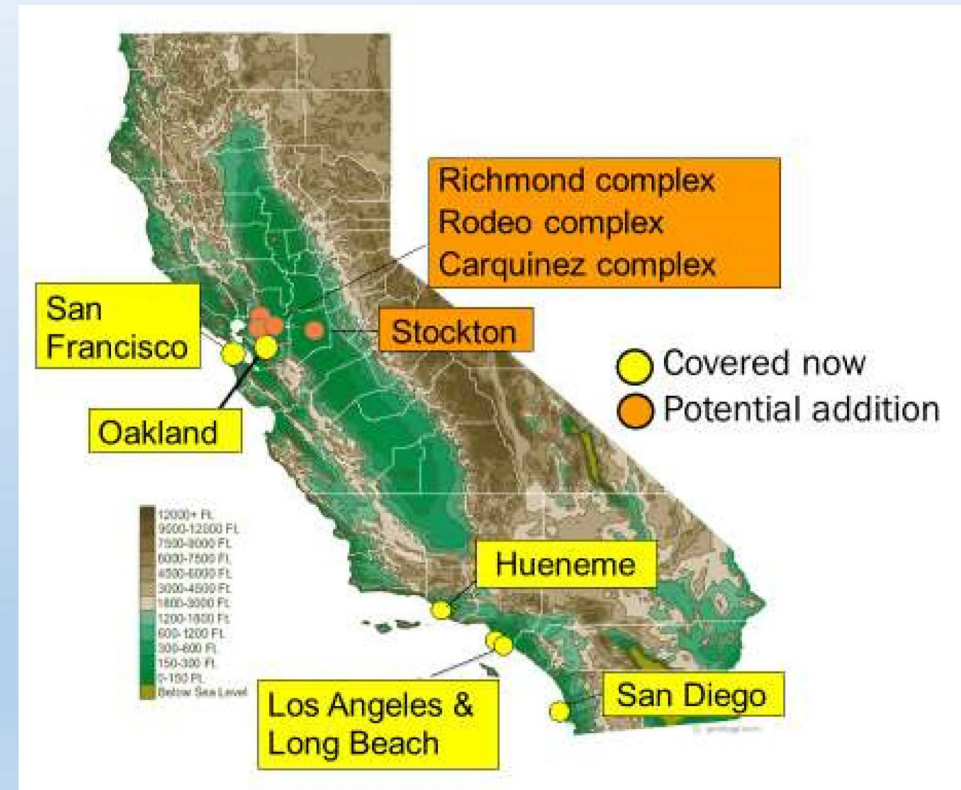 Richmond complex
Rodeo complex
Carquinez complex
San
Francisco
Stockton
Covered now
Potential addition
Oakland
12000+ Ft.
9000-12000 Ft.
7500-9000 Ft.
6000-7500 Ft.
4500-6000 Ft.
3000-4500 Ft.
1800-3000 Ft.
1200-1800 Ft.
600-1200 Ft.
300-600 Ft.
150-300 Ft.
0-150 Ft.
Below Sea Level
Hueneme
San Diego
Los Angeles &
Long Beach